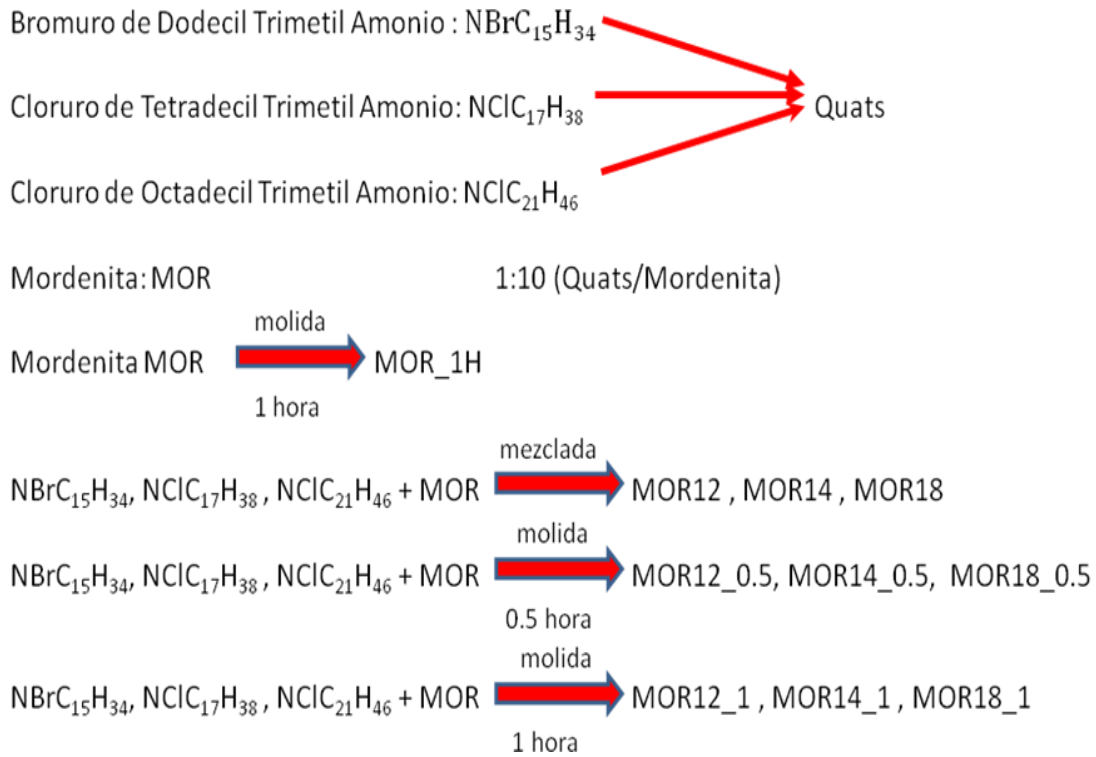 Bromuro de Dodecil Trimetil Amonio : NBrC₁₅H₃₄
Cloruro de Tetradecil Trimetil Amonio: NClC₁₇H₃₈
Quats
Cloruro de Octadecil Trimetil Amonio: NClC₂₁H₄₆
Mordenita: MOR 1:10 (Quats/Mordenita)
molida
Mordenita MOR MOR_1H
1 hora
mezclada
NBrC₁₅H₃₄, NClC₁₇H₃₈ , NClC₂₁H₄₆ + MOR MOR12 , MOR14 , MOR18
molida
NBrC₁₅H₃₄, NClC₁₇H₃₈ , NClC₂₁H₄₆ + MOR MOR12_0.5, MOR14_0.5, MOR18_0.5
0.5 hora
molida
NBrC₁₅H₃₄, NClC₁₇H₃₈ , NClC₂₁H₄₆ + MOR MOR12_1 , MOR14_1 , MOR18_1
1 hora